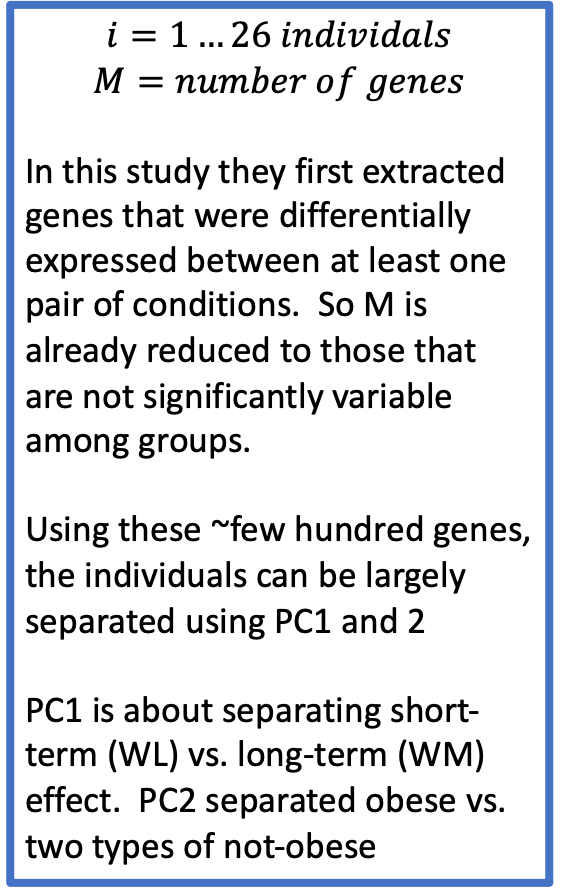 i = 1 … 26 individals
M = number of genes
In this study they first extracted
genes that were differentially
expressed between at least one
pair of conditions.  So M is
already reduced to those that
are not significantly variable
among groups.
Using these ~few hundred genes,
the individuals can be largely
separated using PC1 and 2
PC1 is about separating short-
term (WL) vs. long-term (WM)
effect.  PC2 separated obese vs.
two types of not-obese